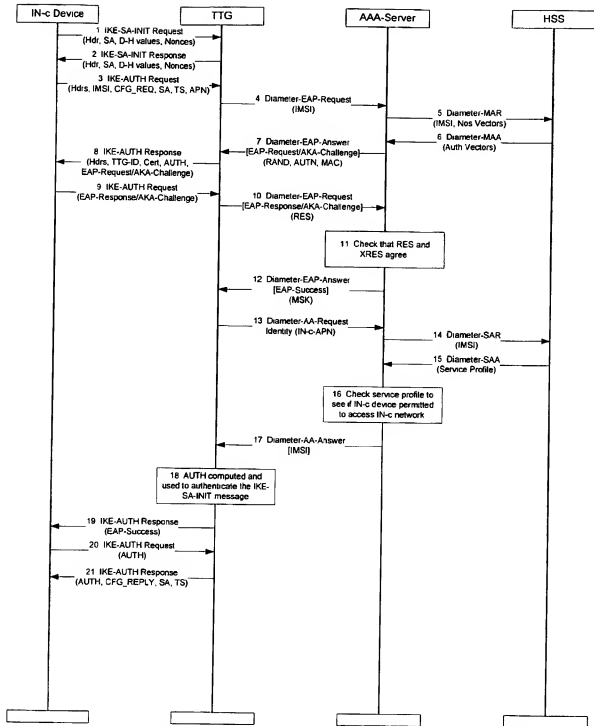 IN-c Device
TTG
AAA-Server
HSS
1 IKE-SA-INIT Request
(Hdr, SA, D-H values, Nonces)
2 IKE-SA-INIT Response
(Hdr, SA, D-H values, Nonces)
3 IKE-AUTH Request
(Hdrs, IMSI, CFG_REQ, SA, TS, APN)
4 Diameter-EAP-Request
(IMSI)
5 Diameter-MAR
(IMSI, Nos Vectors)
6 Diameter-MAA
(Auth Vectors)
7 Diameter-EAP-Answer
[EAP-Request/AKA-Challenge]
(RAND, AUTN, MAC)
8 IKE-AUTH Response
(Hdrs, TTG-ID, Cert, AUTH,
EAP-Request/AKA-Challenge)
9 IKE-AUTH Request
(EAP-Response/AKA-Challenge)
10 Diameter-EAP-Request
[EAP-Response/AKA-Challenge]
(RES)
11 Check that RES and
XRES agree
12 Diameter-EAP-Answer
[EAP-Success]
(MSK)
13 Diameter-AA-Request
Identity (IN-c-APN)
14 Diameter-SAR
(IMSI)
15 Diameter-SAA
(Service Profile)
16 Check service profile to
see if IN-c device permitted
to access IN-c network
17 Diameter-AA-Answer
[IMSI]
18 AUTH computed and
used to authenticate the IKE-
SA-INIT message
19 IKE-AUTH Response
(EAP-Success)
20 IKE-AUTH Request
(AUTH)
21 IKE-AUTH Response
(AUTH, CFG_REPLY, SA, TS)